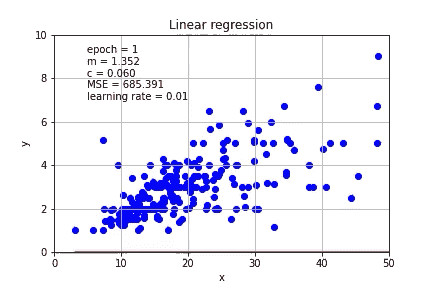 Linear regression
epoch = 1
m = 1.352
c = 0.060
MSE = 685.391
learning rate = 0.01
10
8
6
4
2
0
y
0 10 20 30 40 50
x